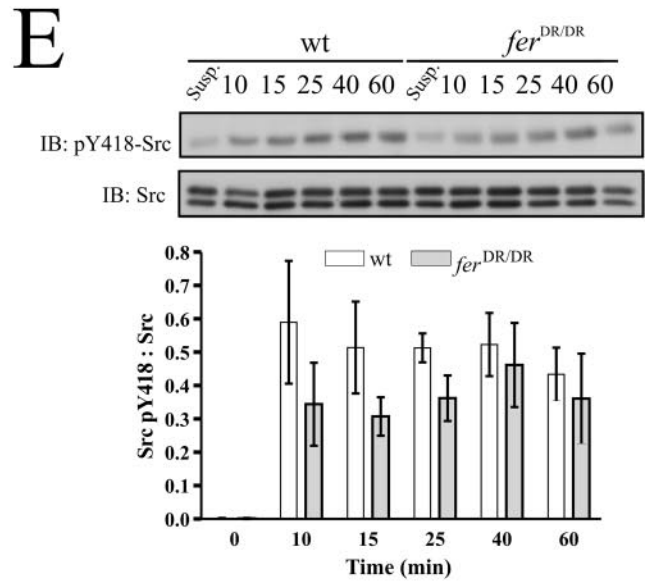 E
wt fer DR/DR
Susp. 10 15 25 40 60 Susp. 10 15 25 40 60
IB: pY418-Src
IB: Src
wt fer DR/DR
Src pY418 : Src
0.8
0.7
0.6
0.5
0.4
0.3
0.2
0.1
0.0
0 10 15 25 40 60
Time (min)